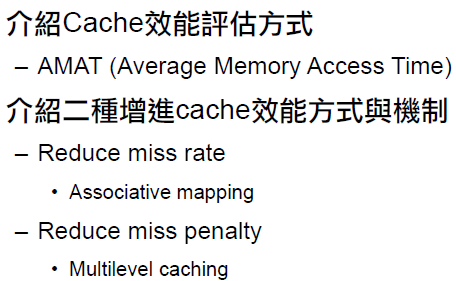 介紹Cache效能評估方式
– AMAT (Average Memory Access Time)
介紹二種增進cache效能方式與機制
– Reduce miss rate
• Associative mapping
– Reduce miss penalty
• Multilevel caching